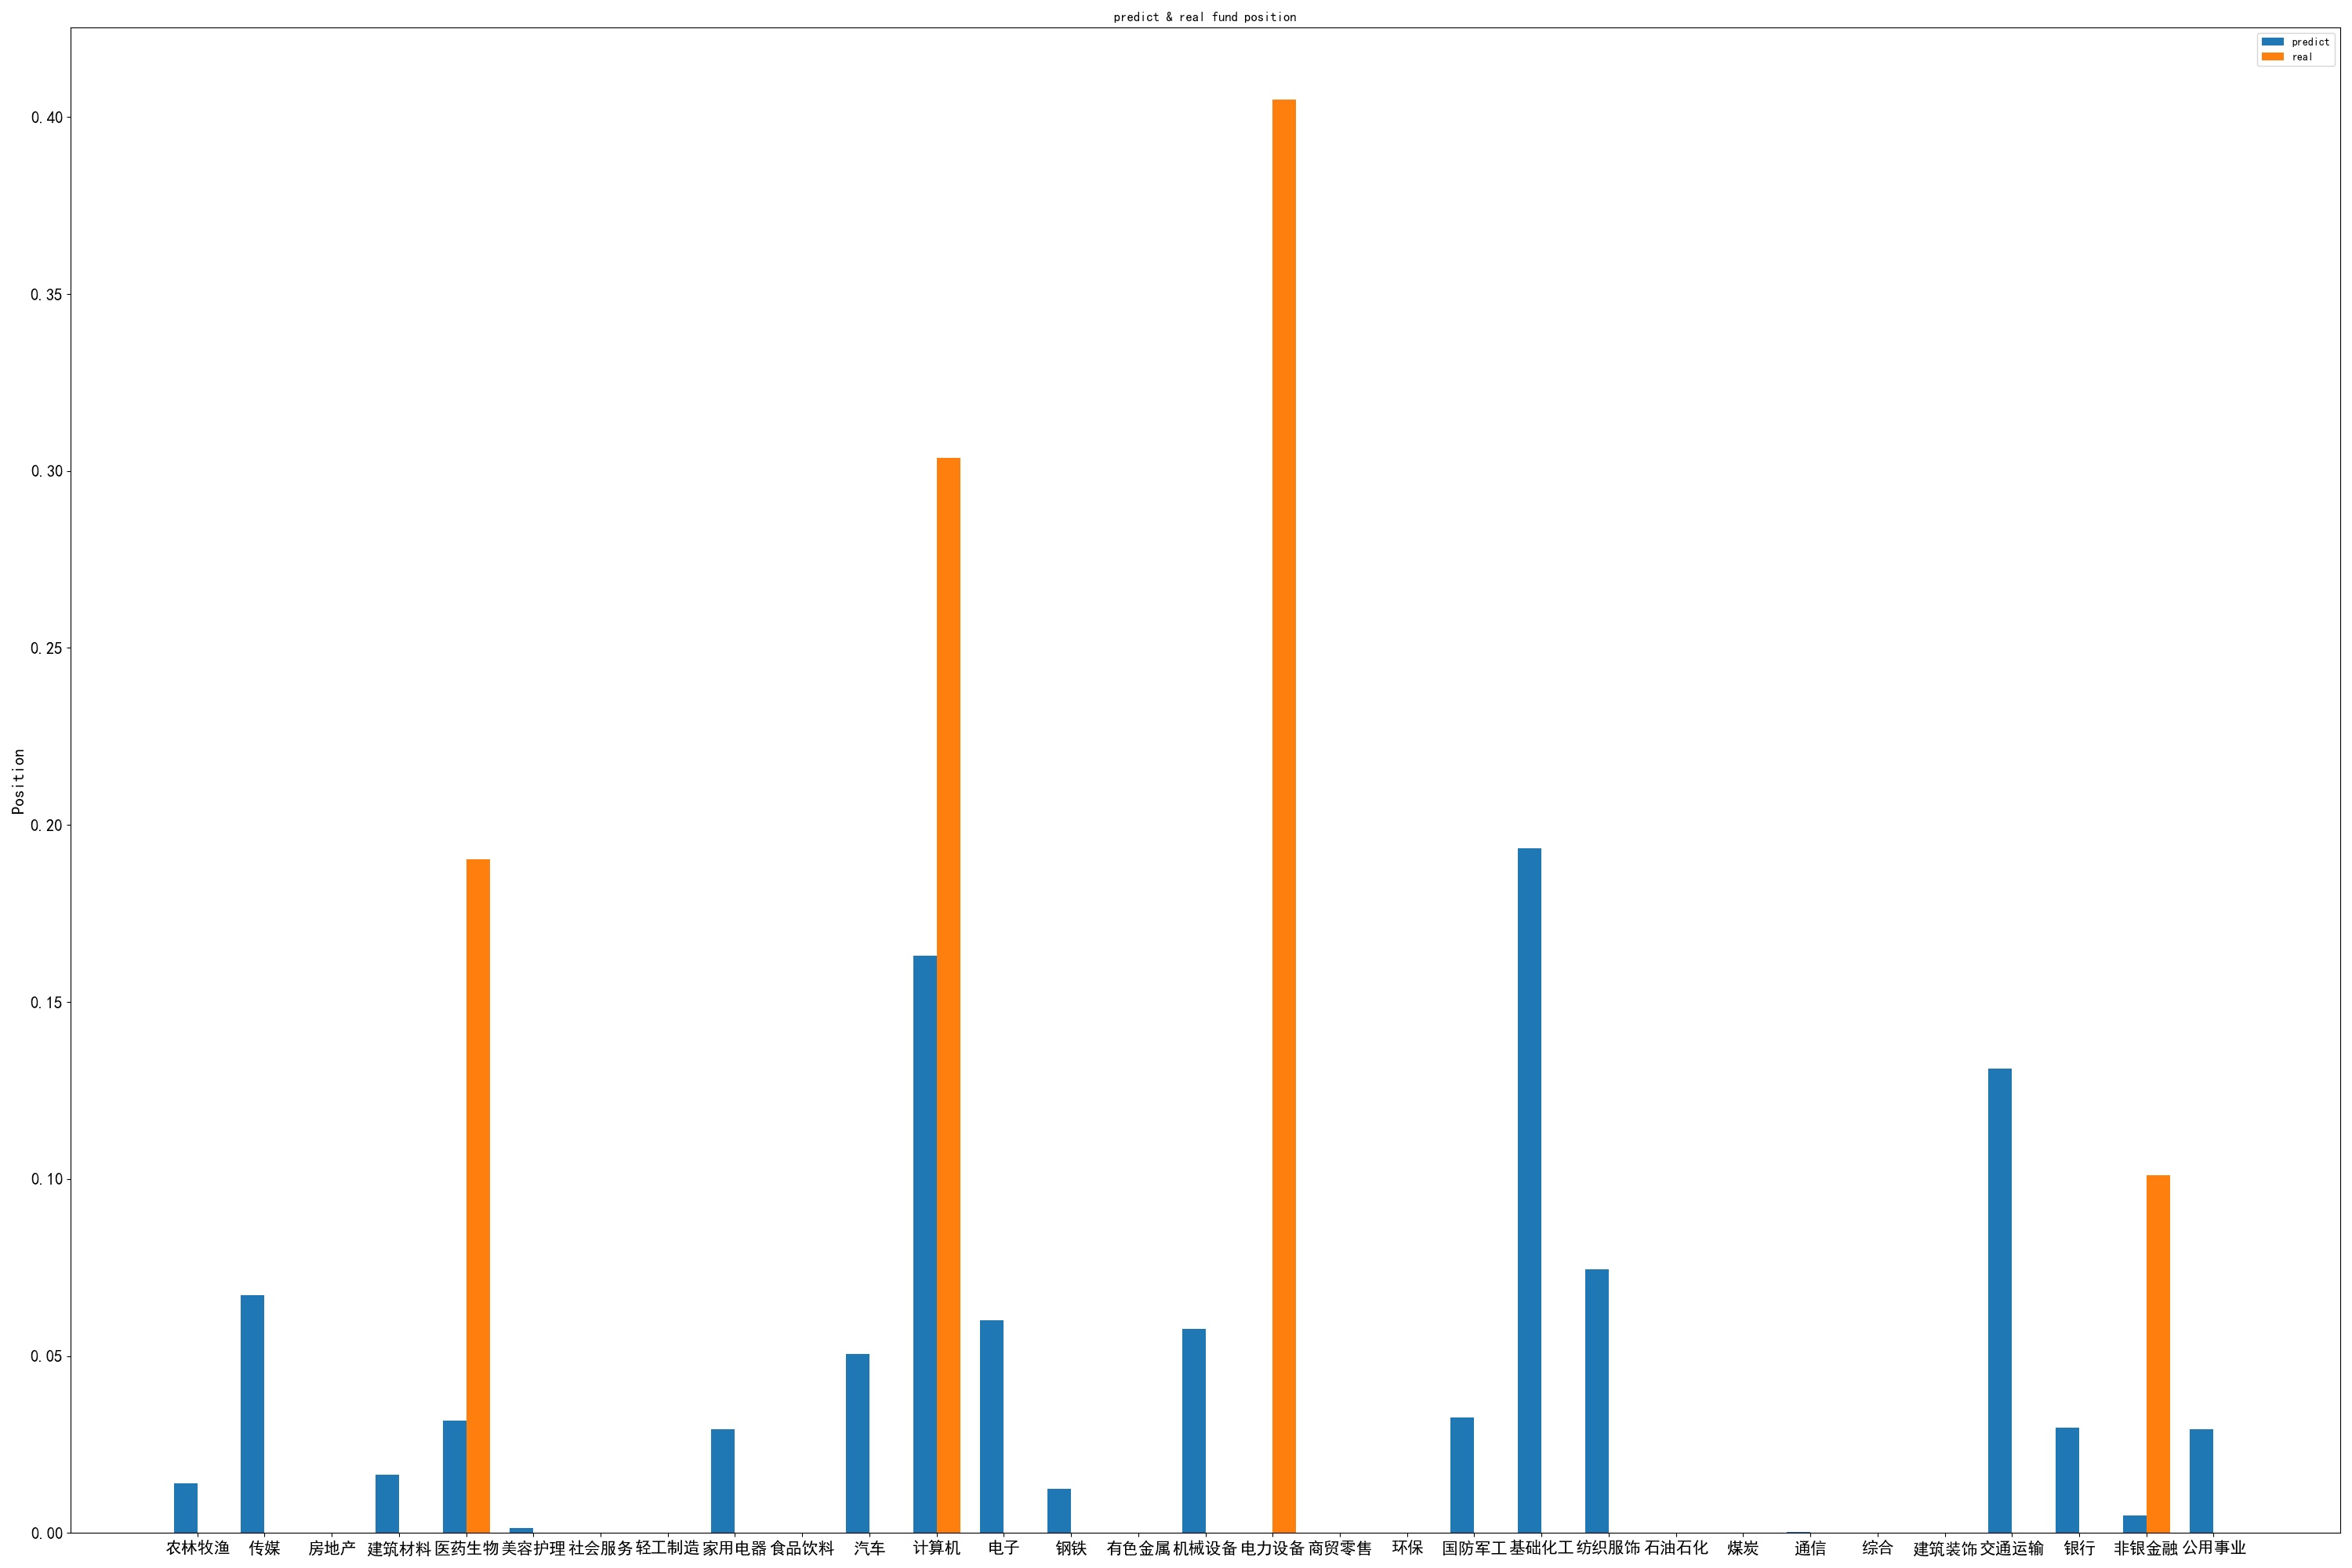 predict & real fund position
predict
real
0.40
0.35
0.30
0.25
0.20
0.15
0.10
0.05
0.00
Position
农林牧渔 传媒 房地产 建筑材料 医药生物 美容护理 社会服务 轻工制造 家用电器 食品饮料 汽车 计算机 电子 钢铁 有色金属 机械设备 电力设备 商贸零售 环保 国防军工 基础化工 纺织服饰 石油石化 煤炭 通信 综合 建筑装饰 交通运输 银行 非银金融 公用事业